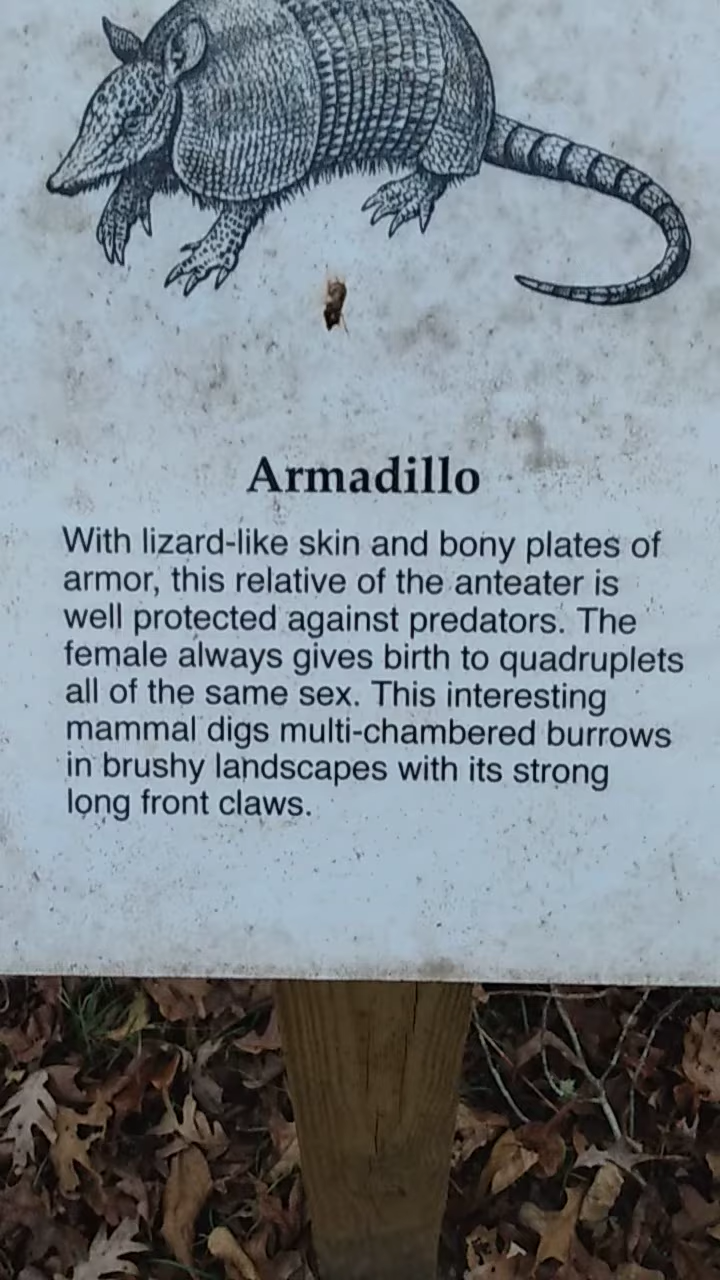 Armadillo
With lizard-like skin and bony plates of
armor, this relative of the anteater is
well protected against predators. The
female always gives birth to quadruplets
all of the same sex. This interesting
mammal digs multi-chambered burrows
in brushy landscapes with its strong
long front claws.